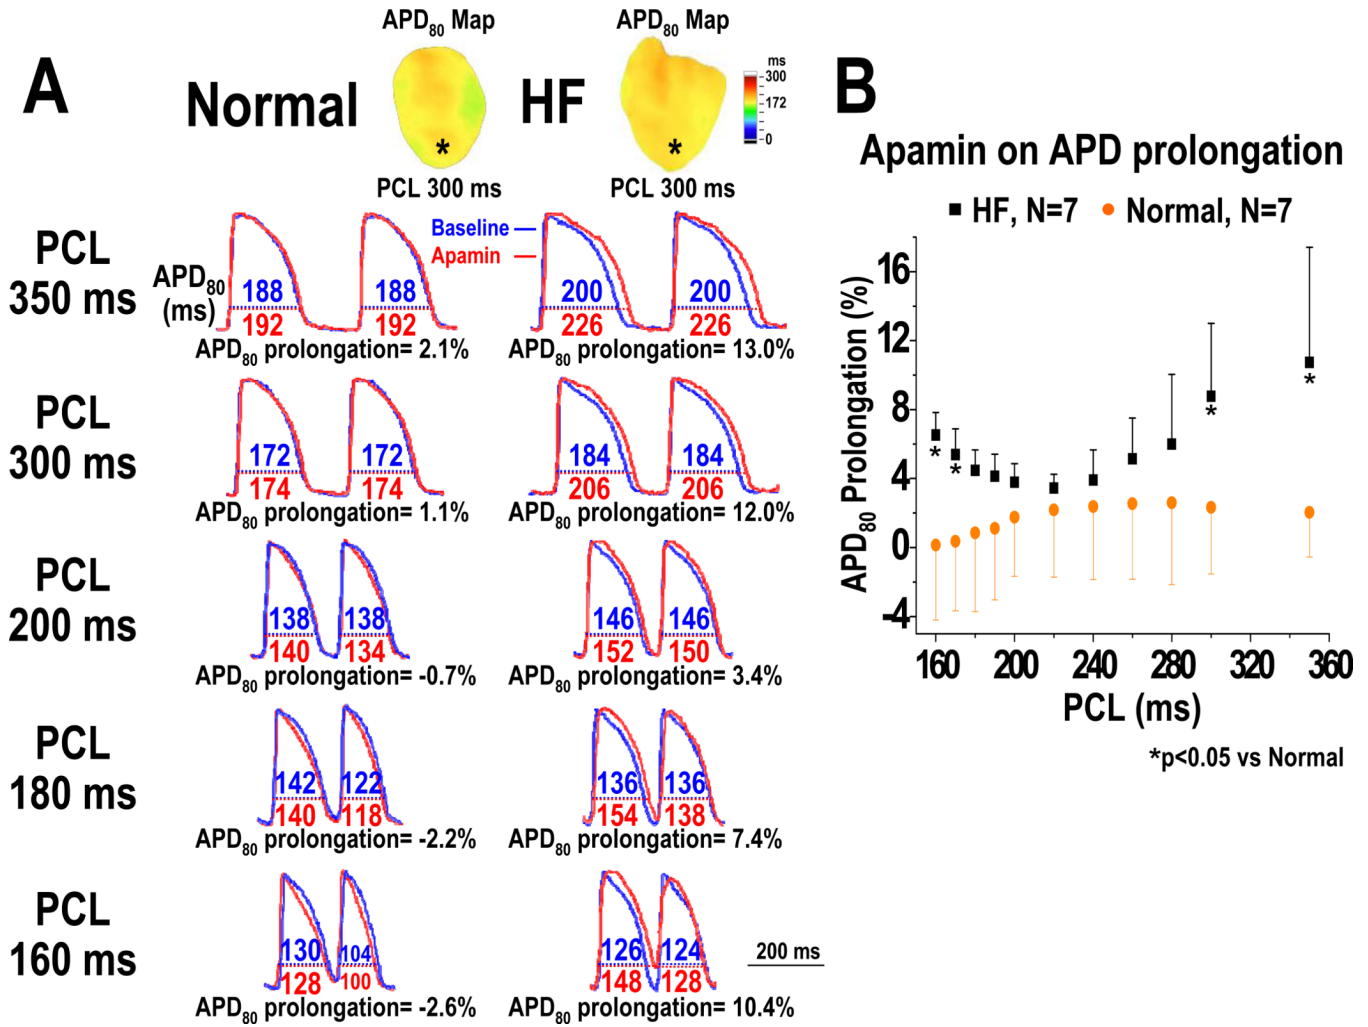 A
Normal
APD80 Map
*
PCL 300 ms
HF
APD80 Map
*
PCL 300 ms
ms
300
172
0
PCL
350 ms
APD80
(ms)
188
188
192
192
APD80 prolongation= 2.1%
Baseline
Apamin
200
200
226
226
APD80 prolongation= 13.0%
PCL
300 ms
172
172
174
174
APD80 prolongation= 1.1%
184
184
206
206
APD80 prolongation= 12.0%
PCL
200 ms
138
138
140
134
APD80 prolongation= -0.7%
146
146
152
150
APD80 prolongation= 3.4%
PCL
180 ms
142
122
140
118
APD80 prolongation= -2.2%
136
136
154
138
APD80 prolongation= 7.4%
PCL
160 ms
130
104
128
100
APD80 prolongation= -2.6%
126
124
148
128
APD80 prolongation= 10.4%
200 ms
B
Apamin on APD prolongation
HF, N=7
Normal, N=7
APD80 Prolongation (%)
16
12
8
4
0
-4
* * * *
160 200 240 280 320 360
PCL (ms)
*p<0.05 vs Normal